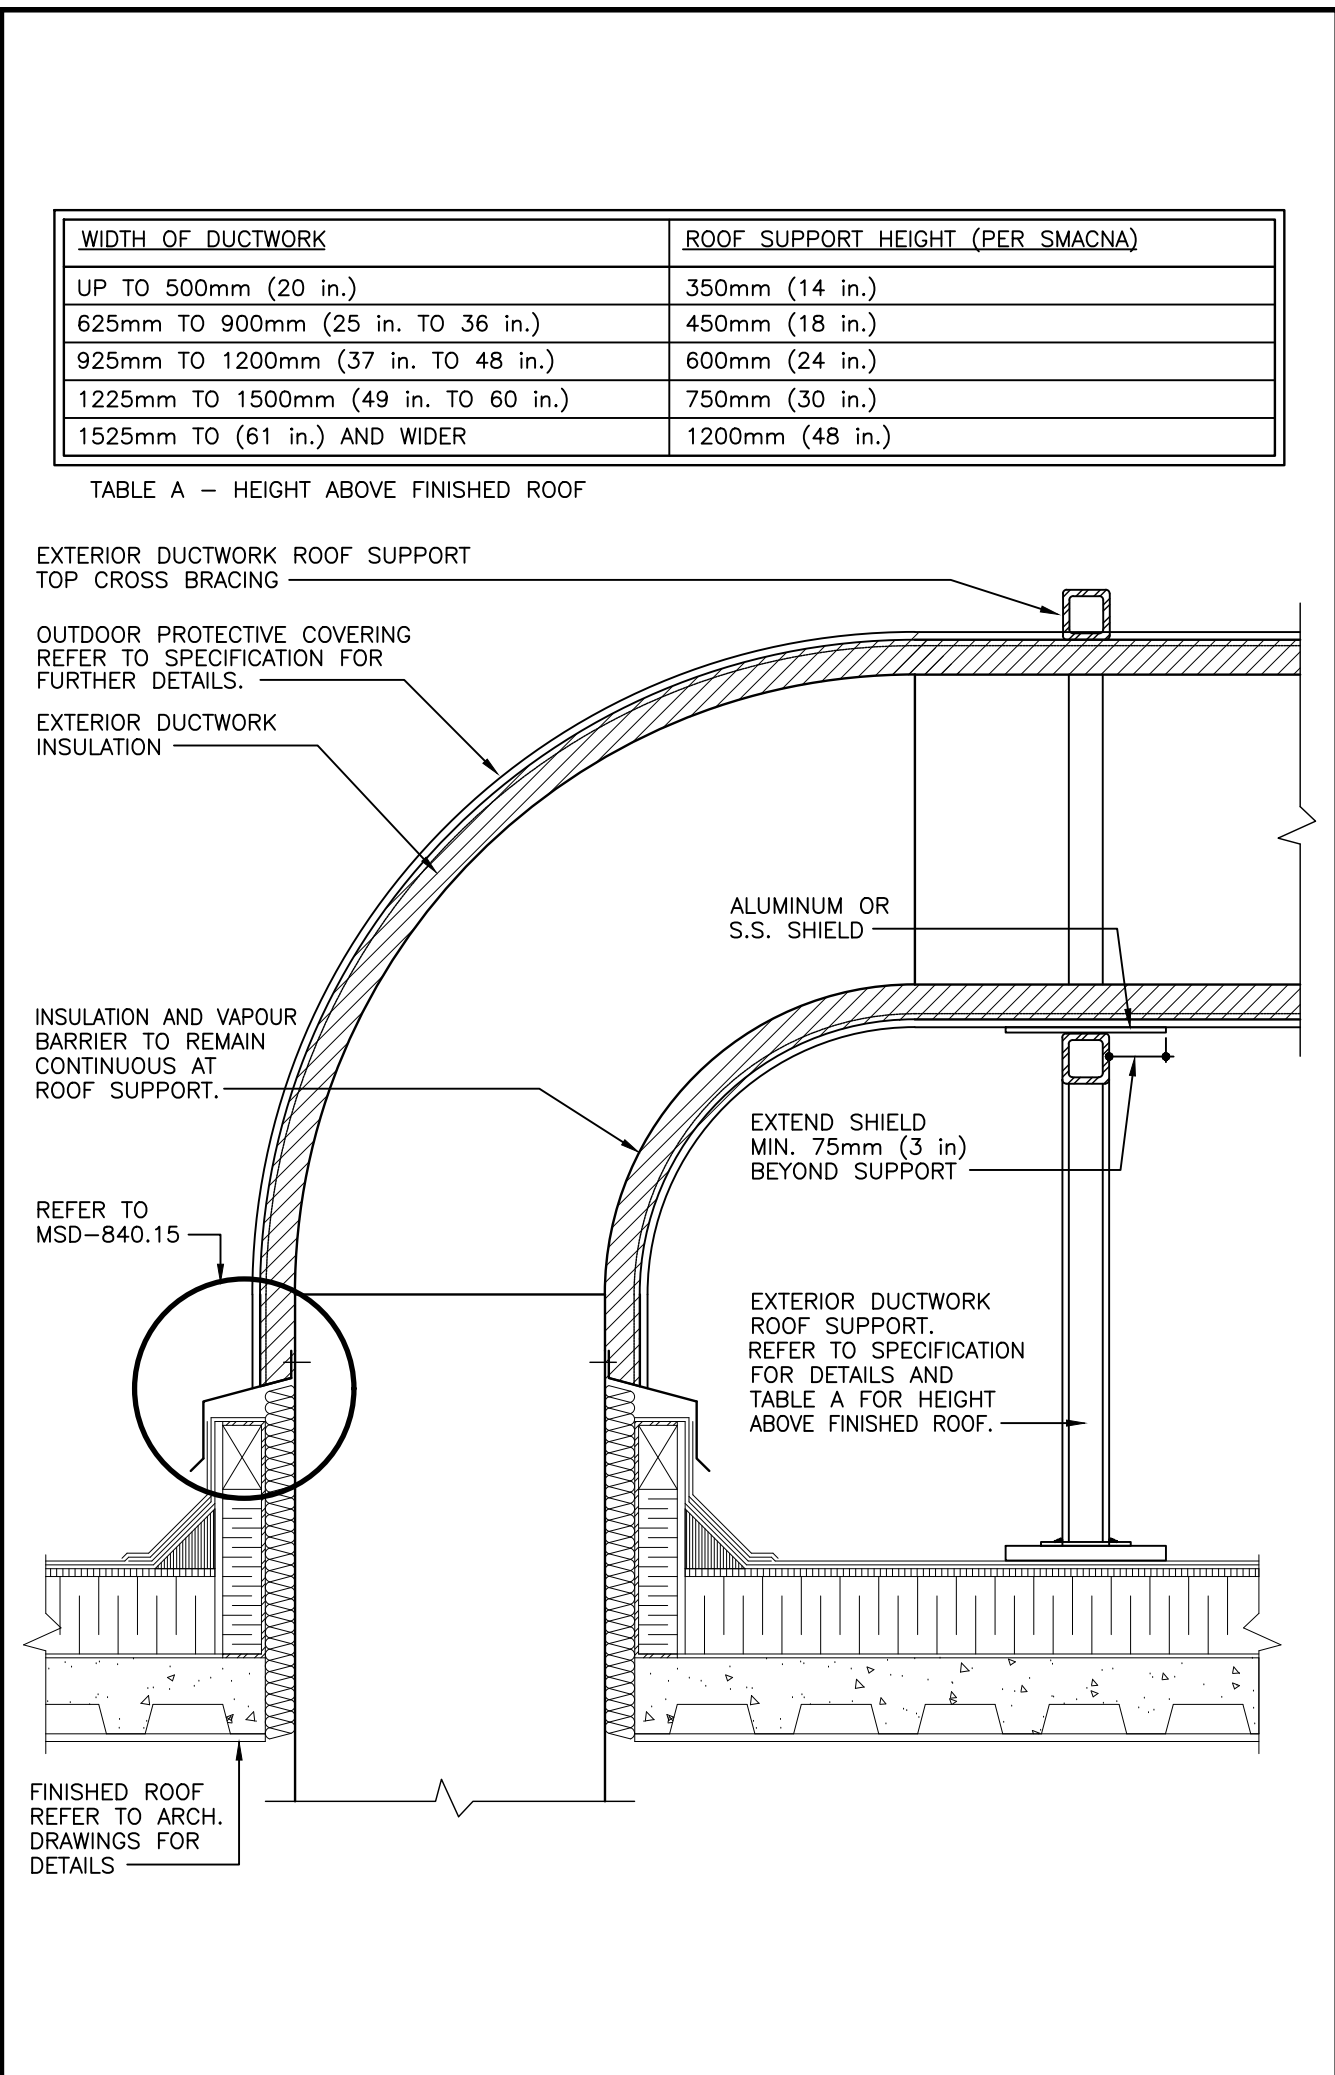 WIDTH OF DUCTWORK ROOF SUPPORT HEIGHT (PER SMACNA)
UP TO 500mm (20 in.) 350mm (14 in.)
625mm TO 900mm (25 in. TO 36 in.) 450mm (18 in.)
925mm TO 1200mm (37 in. TO 48 in.) 600mm (24 in.)
1225mm TO 1500mm (49 in. TO 60 in.) 750mm (30 in.)
1525mm TO (61 in.) AND WIDER 1200mm (48 in.)
TABLE A – HEIGHT ABOVE FINISHED ROOF
EXTERIOR DUCTWORK ROOF SUPPORT
TOP CROSS BRACING
OUTDOOR PROTECTIVE COVERING
REFER TO SPECIFICATION FOR
FURTHER DETAILS.
EXTERIOR DUCTWORK
INSULATION
ALUMINUM OR
S.S. SHIELD
INSULATION AND VAPOUR
BARRIER TO REMAIN
CONTINUOUS AT
ROOF SUPPORT.
EXTEND SHIELD
MIN. 75mm (3 in)
BEYOND SUPPORT
REFER TO
MSD–840.15
EXTERIOR DUCTWORK
ROOF SUPPORT.
REFER TO SPECIFICATION
FOR DETAILS AND
TABLE A FOR HEIGHT
ABOVE FINISHED ROOF.
FINISHED ROOF
REFER TO ARCH.
DRAWINGS FOR
DETAILS